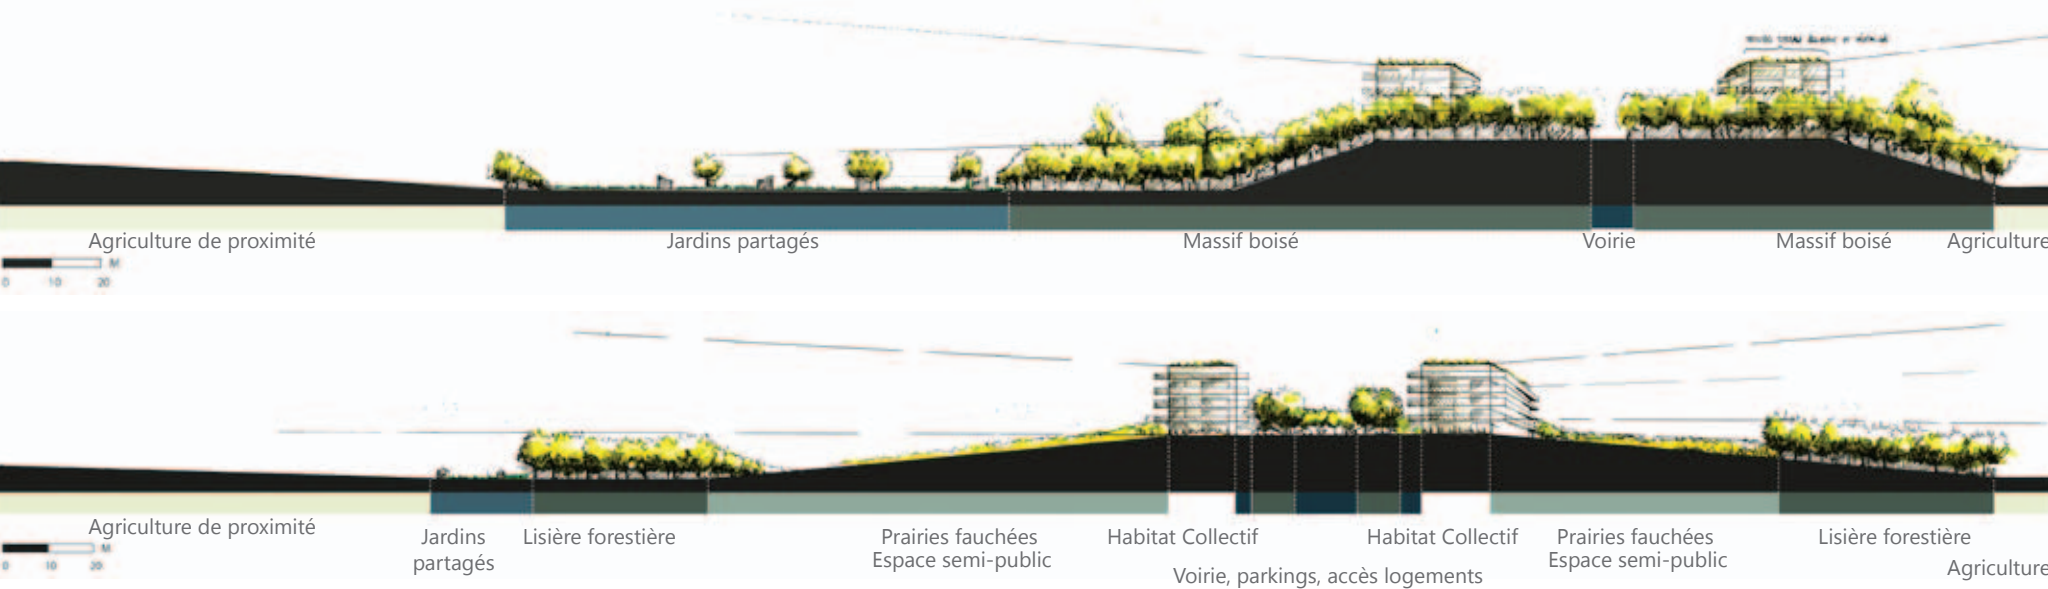 Agriculture de proximité
Jardins partagés
Massif boisé
Voirie
Massif boisé
Agriculture
M
0 10 20
Agriculture de proximité
Jardins
partagés
Lisière forestière
Prairies fauchées
Espace semi-public
Habitat Collectif
Voirie, parkings, accès logements
Habitat Collectif
Prairies fauchées
Espace semi-public
Lisière forestière
Agriculture
M
0 10 20